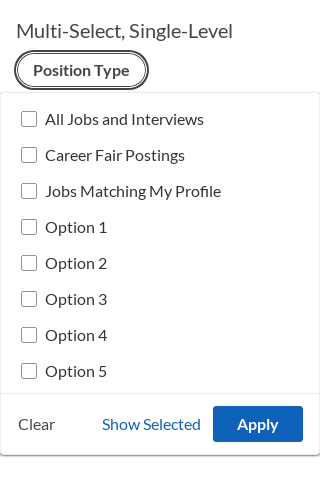 Multi-Select, Single-Level
Position Type
All Jobs and Interviews
Career Fair Postings
Jobs Matching My Profile
Option 1
Option 2
Option 3
Option 4
Option 5
Clear Show Selected Apply